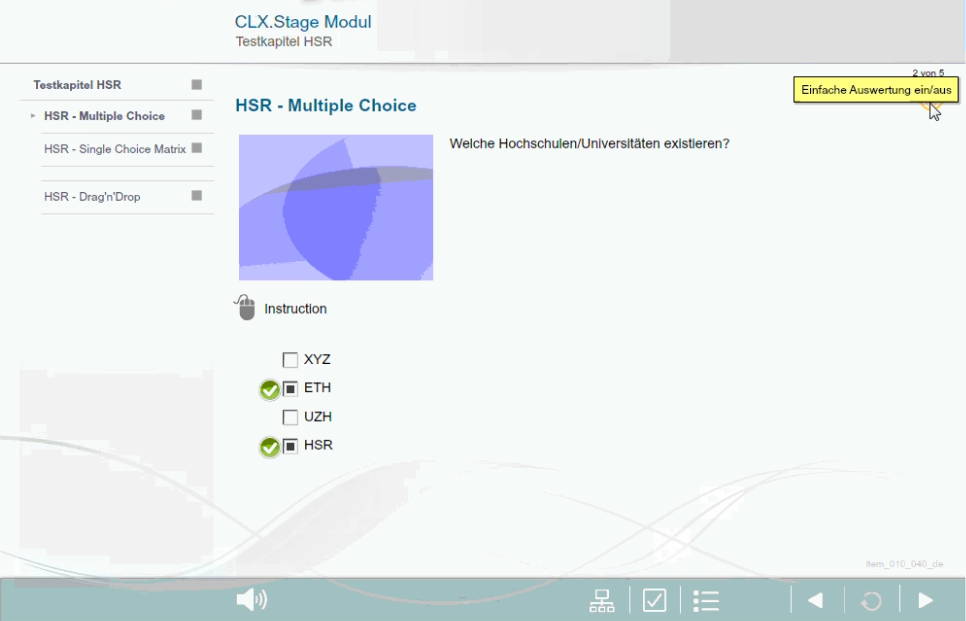 CLX.Stage Modul
Testkapitel HSR
2 von 5
Einfache Auswertung ein/aus
Testkapitel HSR
HSR - Multiple Choice
HSR - Single Choice Matrix
HSR - Drag'n'Drop
HSR - Multiple Choice
Welche Hochschulen/Universitäten existieren?
Instruction
XYZ
ETH
UZH
HSR
Item_010_040_de